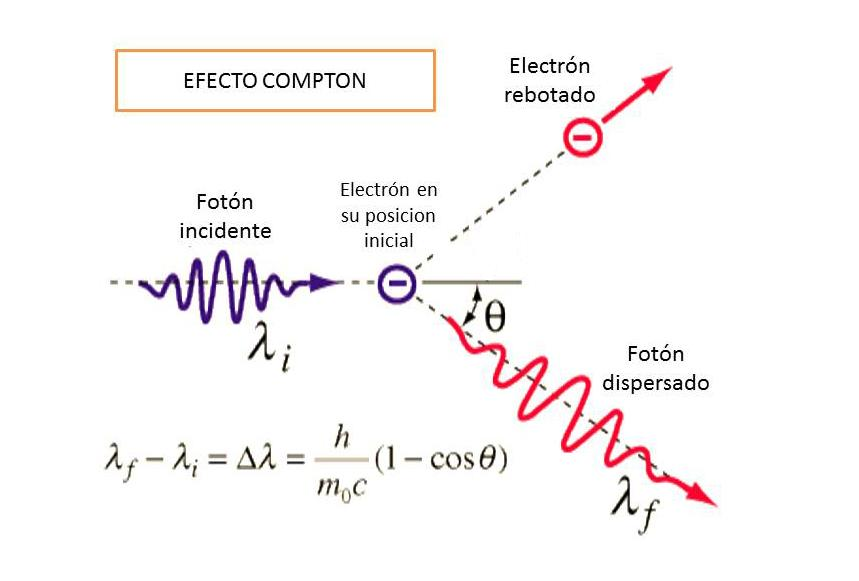 EFECTO COMPTON
Electrón
rebotado
Fotón
incidente
Electrón en
su posicion
inicial
θ
λi
Fotón
dispersado
λf − λi = Δλ = h/m₀c (1 − cosθ)
λf